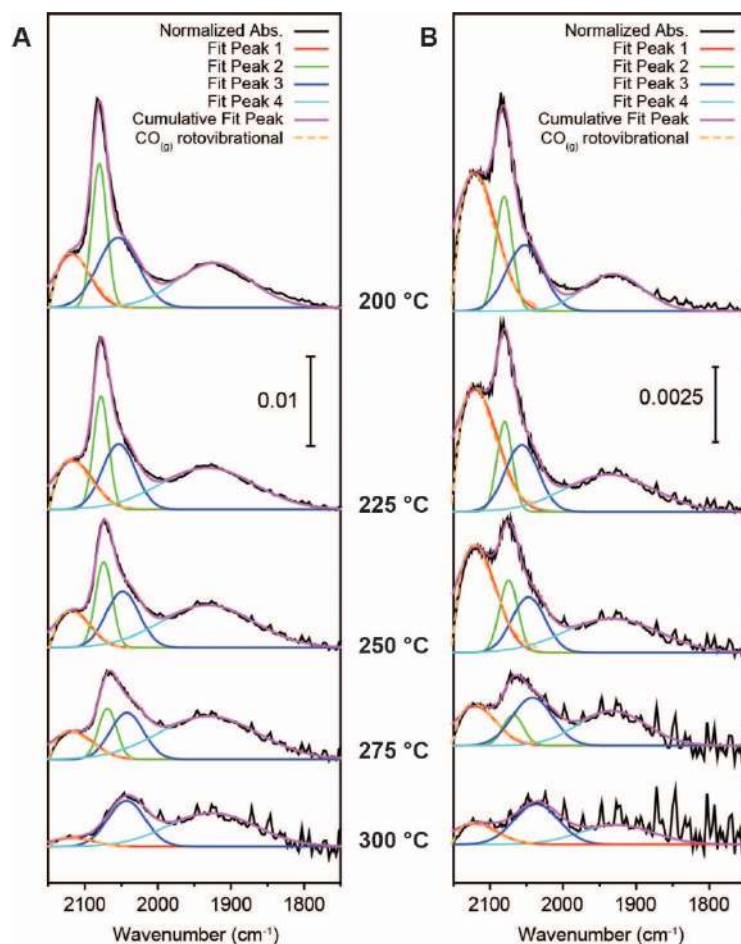 A
Normalized Abs.
Fit Peak 1
Fit Peak 2
Fit Peak 3
Fit Peak 4
Cumulative Fit Peak
CO(g) rotovibrational
B
Normalized Abs.
Fit Peak 1
Fit Peak 2
Fit Peak 3
Fit Peak 4
Cumulative Fit Peak
CO(g) rotovibrational
200 °C
0.01
0.0025
225 °C
250 °C
275 °C
300 °C
2100 2000 1900 1800
Wavenumber (cm⁻¹)
2100 2000 1900 1800
Wavenumber (cm⁻¹)